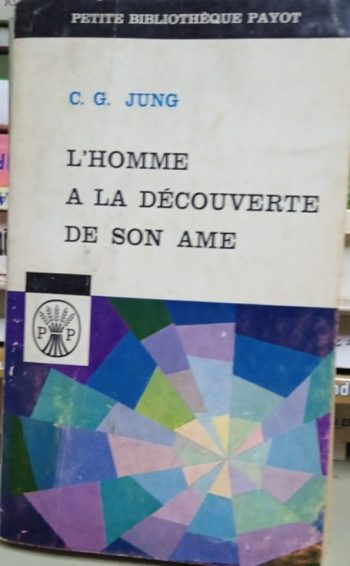 PETITE BIBLIOTHÈQUE PAYOT
C. G. JUNG
L'HOMME
A LA DÉCOUVERTE
DE SON AME
P P